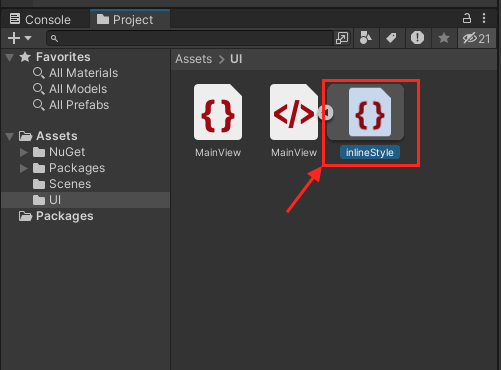 Console
Project
21
Favorites
All Materials
All Models
All Prefabs
Assets
NuGet
Packages
Scenes
UI
Packages
Assets > UI
{ } </> { }
MainView MainView inlineStyle